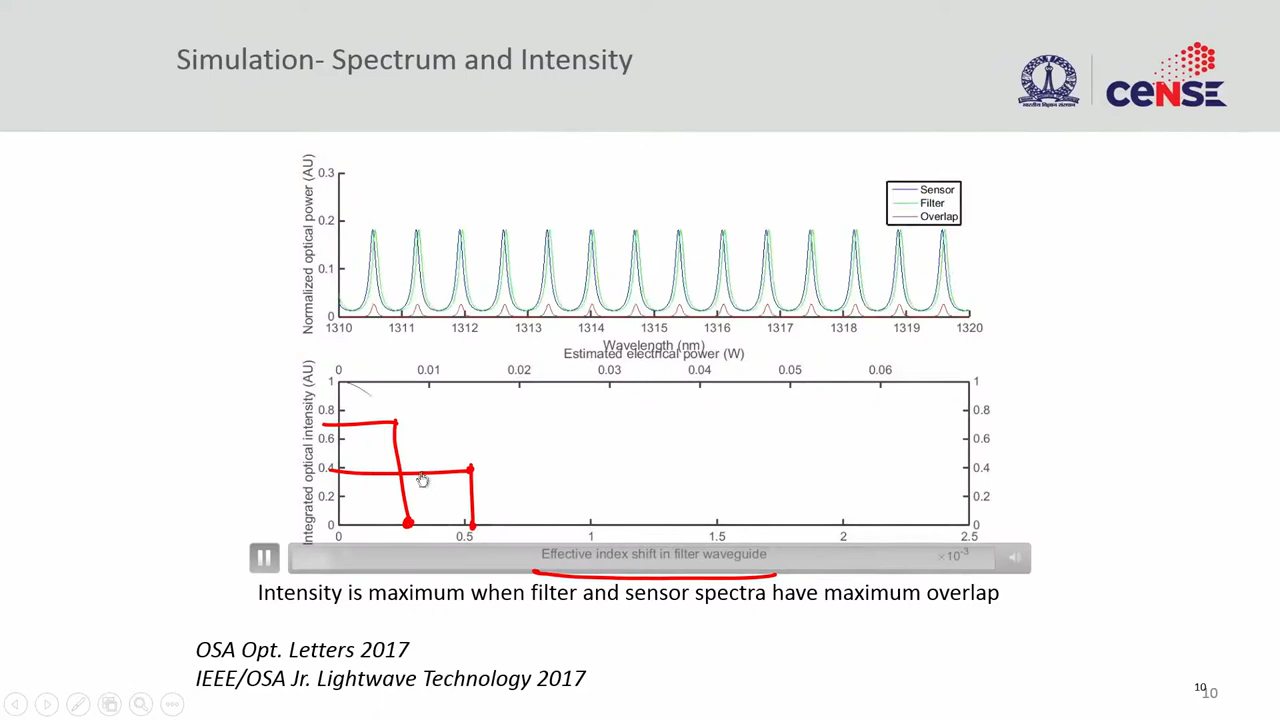 Simulation- Spectrum and Intensity
ceNSE
Normalized optical power (AU)
0.3
0.2
0.1
0
Sensor
Filter
Overlap
1310 1311 1312 1313 1314 1315 1316 1317 1318 1319 1320
Wavelength (nm)
Estimated electrical power (W)
0 0.01 0.02 0.03 0.04 0.05 0.06
Integrated optical intensity (AU)
1 1
0.8 0.8
0.6 0.6
0.4 0.4
0.2 0.2
0 0
0 0.5 1 1.5 2 2.5
Effective index shift in filter waveguide
×10-3
Intensity is maximum when filter and sensor spectra have maximum overlap
OSA Opt. Letters 2017
IEEE/OSA Jr. Lightwave Technology 2017
10
10